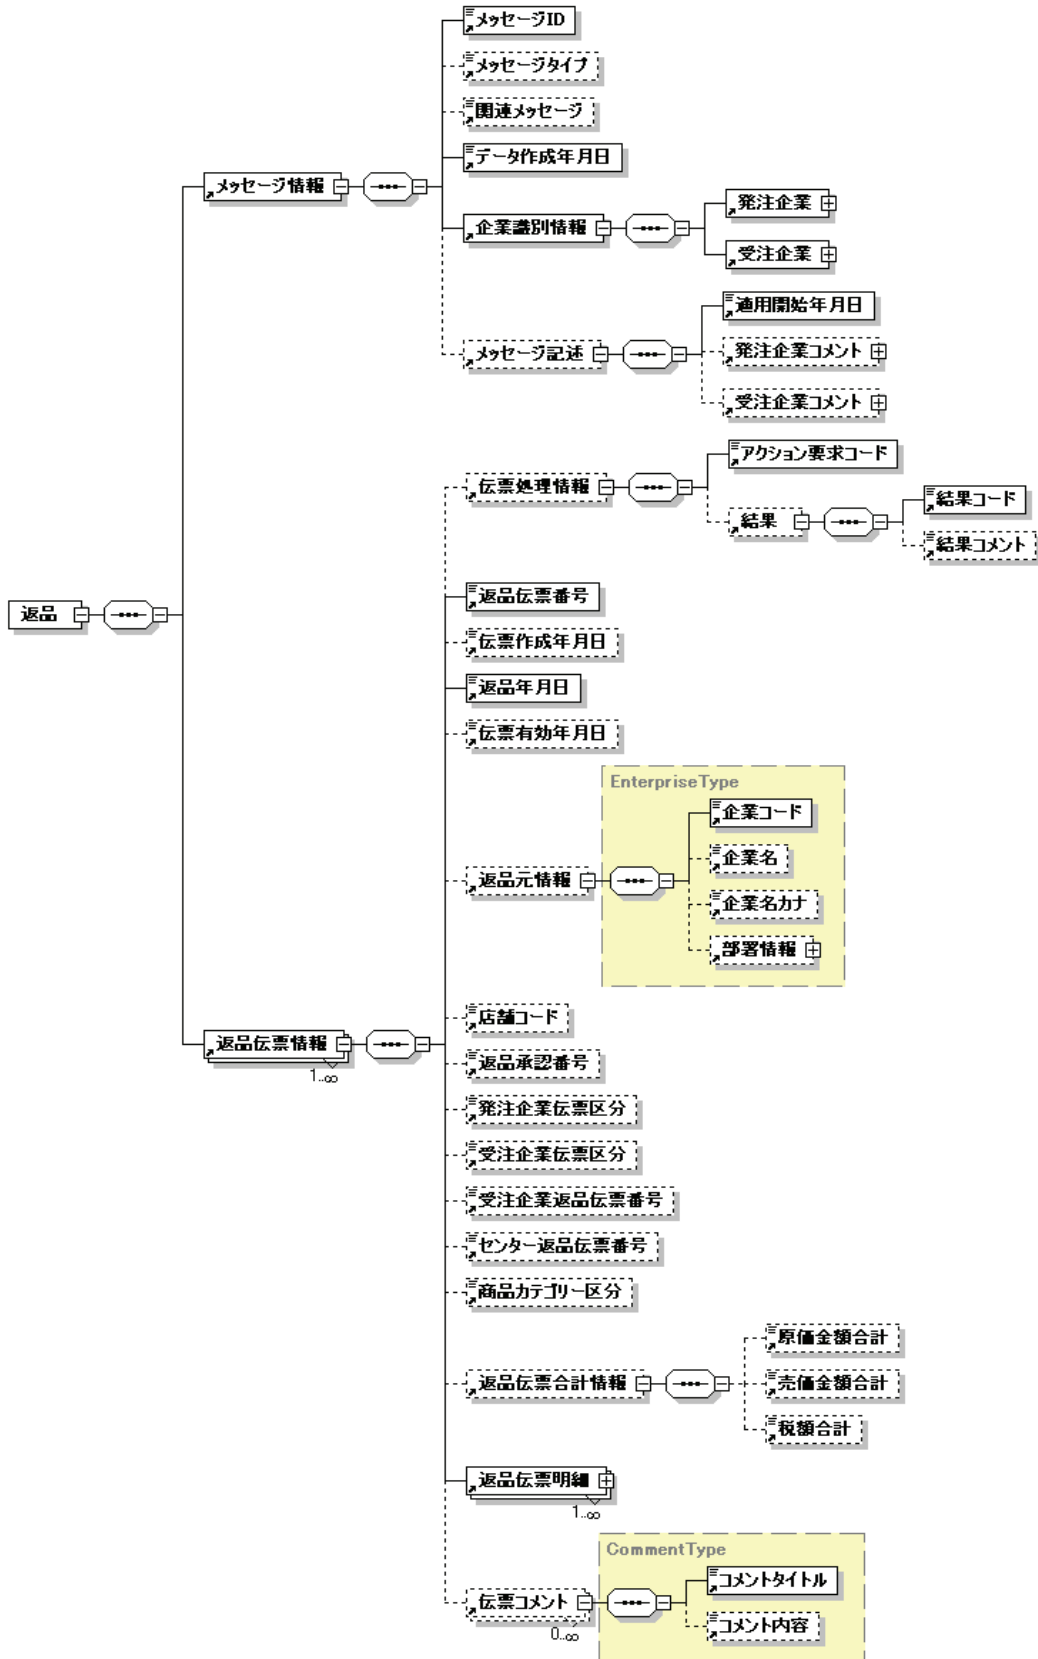 メッセージID
メッセージタイプ
関連メッセージ
データ作成年月日
メッセージ情報
発注企業
企業識別情報
受注企業
適用開始年月日
メッセージ記述
発注企業コメント
受注企業コメント
アクション要求コード
伝票処理情報
結果
結果コード
結果コメント
返品
返品伝票番号
伝票作成年月日
返品年月日
伝票有効年月日
EnterpriseType
企業コード
企業名
返品元情報
企業名カナ
部署情報
店舗コード
返品伝票情報
1..∞
返品承認番号
発注企業伝票区分
受注企業伝票区分
受注企業返品伝票番号
センター返品伝票番号
商品カテゴリー区分
原価金額合計
返品伝票合計情報
売価金額合計
税額合計
返品伝票明細
1..∞
CommentType
コメントタイトル
伝票コメント
0..∞
コメント内容